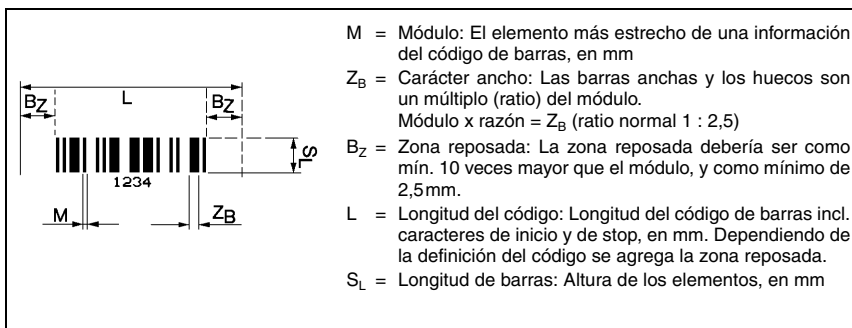 L
BZ
BZ
SL
1234
M
ZB
M = Módulo: El elemento más estrecho de una información
del código de barras, en mm
ZB = Carácter ancho: Las barras anchas y los huecos son
un múltiplo (ratio) del módulo.
Módulo x razón = ZB (ratio normal 1 : 2,5)
BZ = Zona reposada: La zona reposada debería ser como
mín. 10 veces mayor que el módulo, y como mínimo de
2,5 mm.
L = Longitud del código: Longitud del código de barras incl.
caracteres de inicio y de stop, en mm. Dependiendo de
la definición del código se agrega la zona reposada.
SL = Longitud de barras: Altura de los elementos, en mm